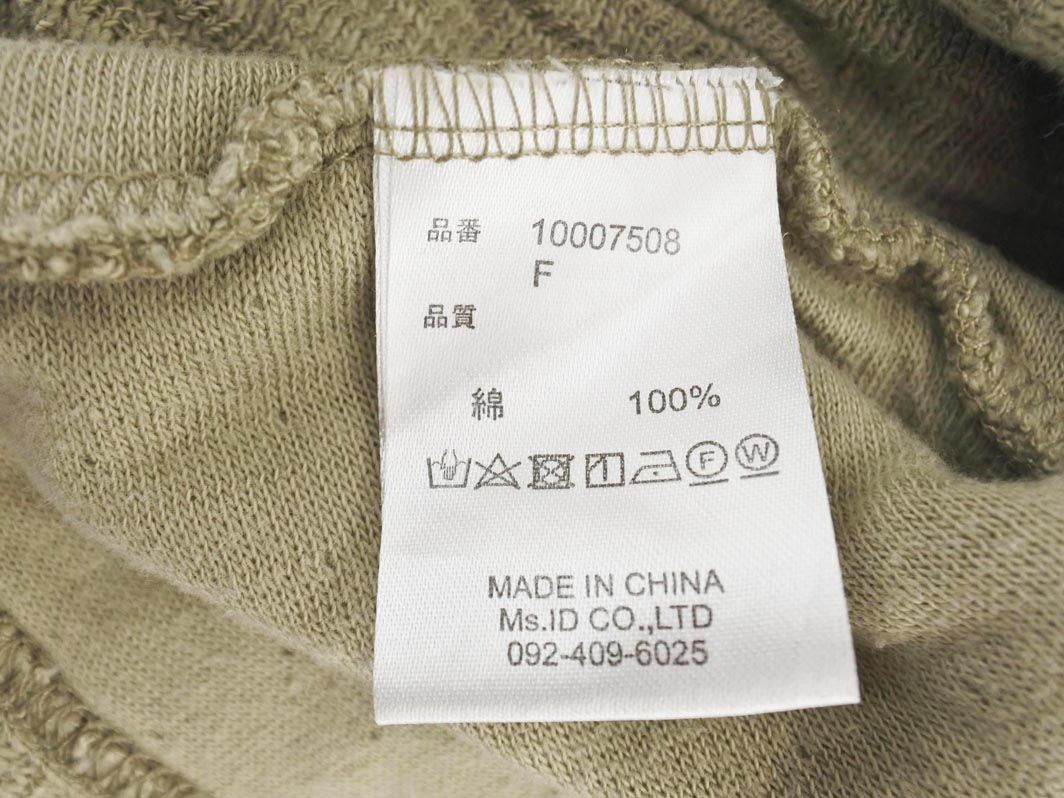 品番 10007508
F
品質
綿 100%
F W
MADE IN CHINA
Ms.ID CO.,LTD
092-409-6025